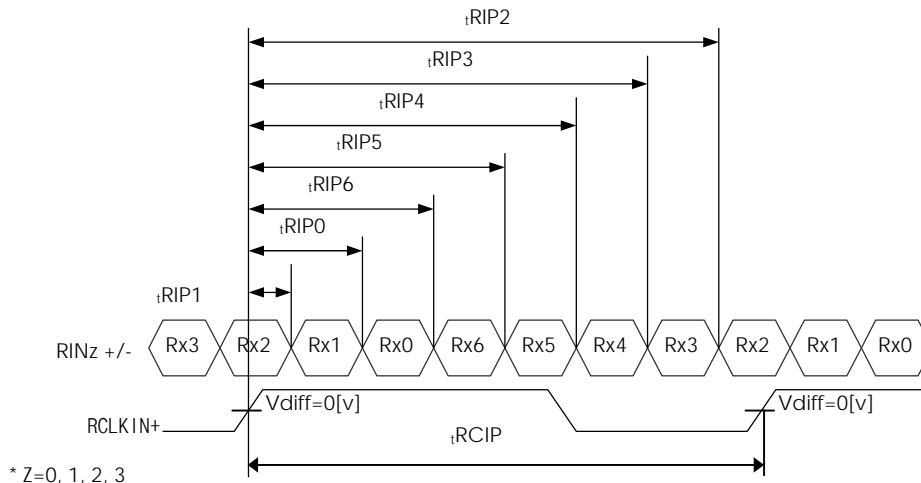 tRIP2
tRIP3
tRIP4
tRIP5
tRIP6
tRIP0
tRIP1
RINz +/- Rx3 Rx2 Rx1 Rx0 Rx6 Rx5 Rx4 Rx3 Rx2 Rx1 Rx0
Vdiff=0[v] Vdiff=0[v]
RCLKIN+
tRCIP
* Z=0, 1, 2, 3